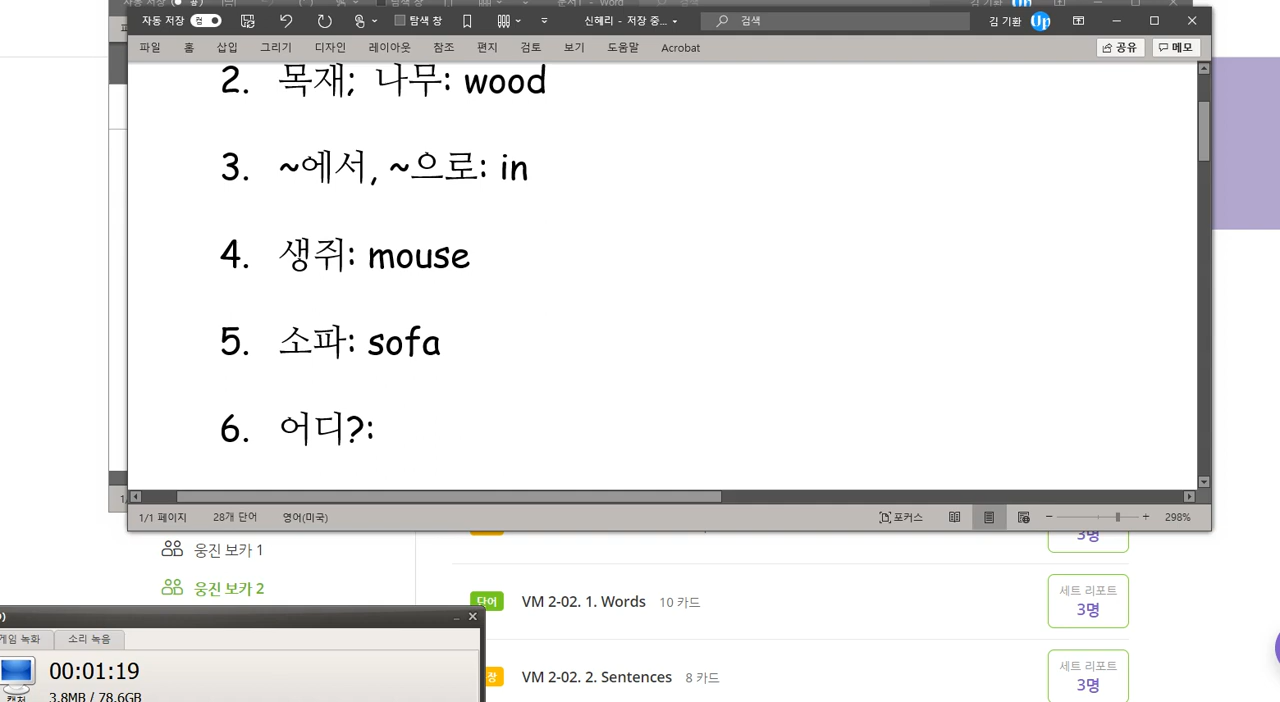 자동 저장 신혜리 - 저장 중... 검색 김 기환 Up
탐색 창
파일 홈 삽입 그리기 디자인 레이아웃 참조 편지 검토 보기 도움말 Acrobat 공유 메모
2. 목재; 나무: wood
3. ~에서, ~으로: in
4. 생쥐: mouse
5. 소파: sofa
6. 어디?:
1/1 페이지 28개 단어 영어(미국) 포커스 298%
웅진 보카 1
웅진 보카 2
3명
단어 VM 2-02. 1. Words 10 카드
세트 리포트
3명
VM 2-02. 2. Sentences 8 카드
세트 리포트
3명
게임 녹화 소리 녹음
00:01:19
3.8MB / 78.6GB